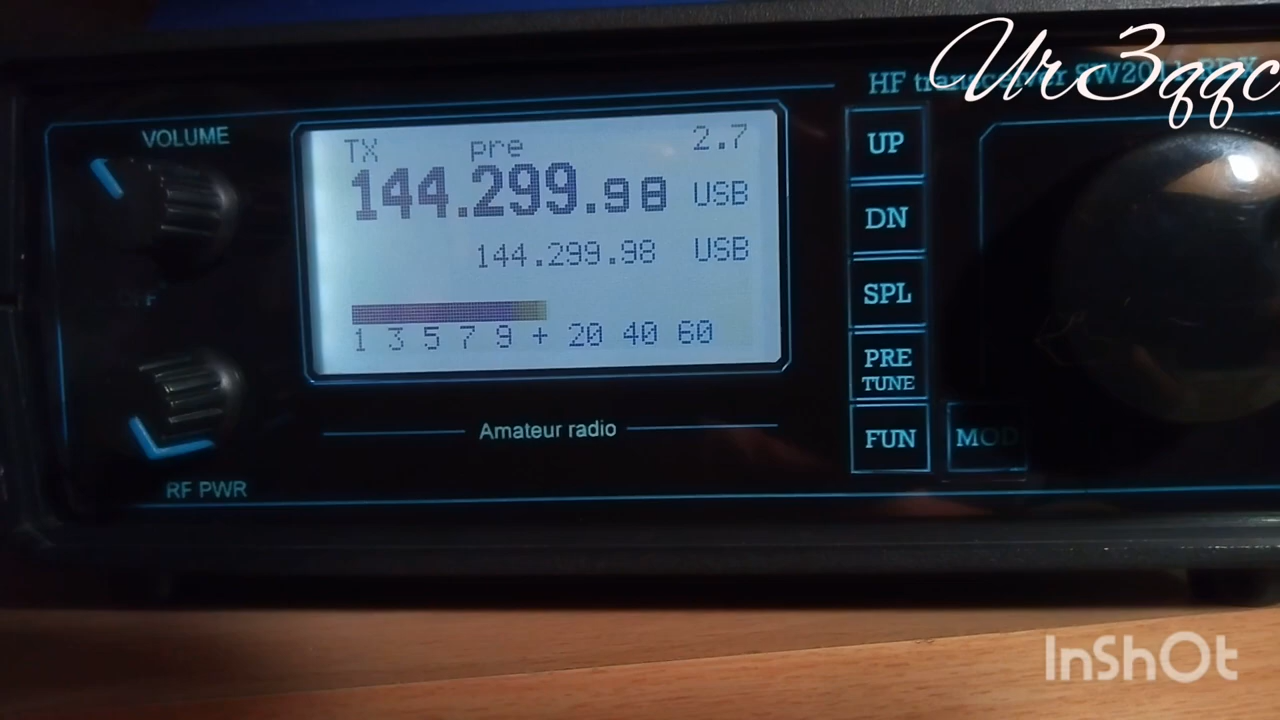 Ur3qqc
HF transceiver
VOLUME
TX pre 2.7
144.299.98 USB
144.299.98 USB
1 3 5 7 9 + 20 40 60
OFF
RF PWR
Amateur radio
UP
DN
SPL
PRE
TUNE
FUN
MOD
InShOt